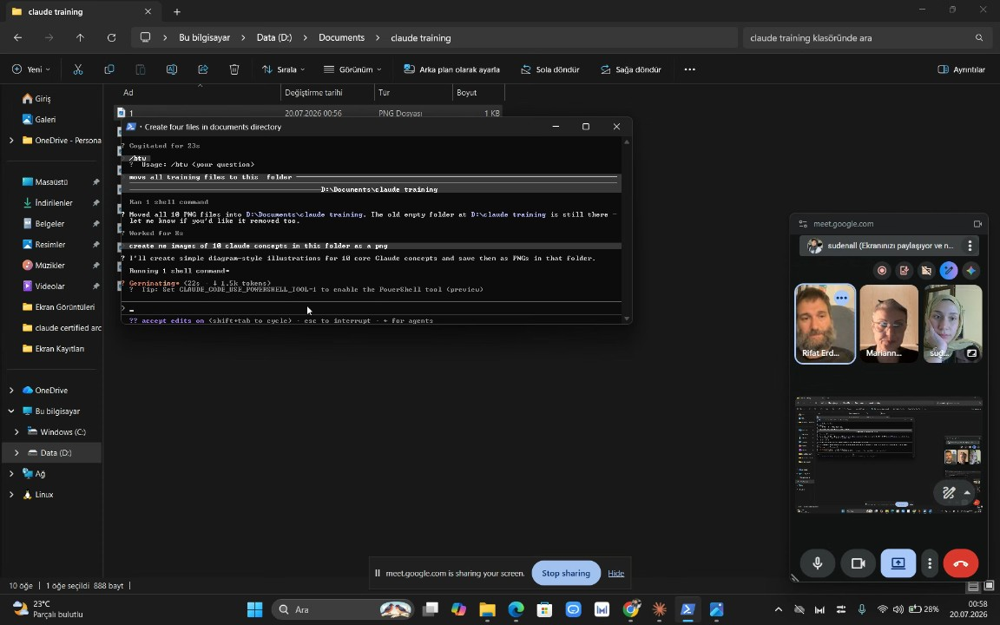 claude training
Bu bilgisayar
Data (D:)
Documents
claude training
claude training klasöründe ara
Yeni
Sırala
Görünüm
Arka plan olarak ayarla
Sola döndür
Sağa döndür
Ayrıntılar
Ad
Değiştirme tarihi
Tür
Boyut
1
20.07.2026 00:56
PNG Dosyası
1 KB
Giriş
Galeri
OneDrive - Persona
Masaüstü
İndirilenler
Belgeler
Resimler
Müzikler
Videolar
Ekran Görüntüleri
claude certified arc
Ekran Kayıtları
OneDrive
Bu bilgisayar
Windows (C:)
Data (D:)
Ağ
Linux
· Create four files in documents directory
? Cogitated for 23s
/btw
? Usage: /btw <your question>
move all training files to this folder
D:\Documents\claude training
Ran 1 shell command
? Moved all 10 PNG files into D:\Documents\claude training. The old empty folder at D:\claude training is still there -
let me know if you'd like it removed too.
? Worked for 8s
create me images of 10 claude concepts in this folder as a png
? I'll create simple diagram-style illustrations for 10 core Claude concepts and save them as PNGs in that folder.
Running 1 shell command…
? Germinating… (22s · ↓ 1.5k tokens)
? Tip: Set CLAUDE_CODE_USE_POWERSHELL_TOOL=1 to enable the PowerShell tool (preview)
>
?? accept edits on (shift+tab to cycle) · esc to interrupt · ← for agents
meet.google.com
sudenall (Ekranınızı paylaşıyor ve n...
Rifat Erd...
Mariann...
sud...
meet.google.com is sharing your screen.
Stop sharing
Hide
10 öğe
1 öğe seçildi 888 bayt
23°C
Parçalı bulutlu
Ara
28%
00:58
20.07.2026